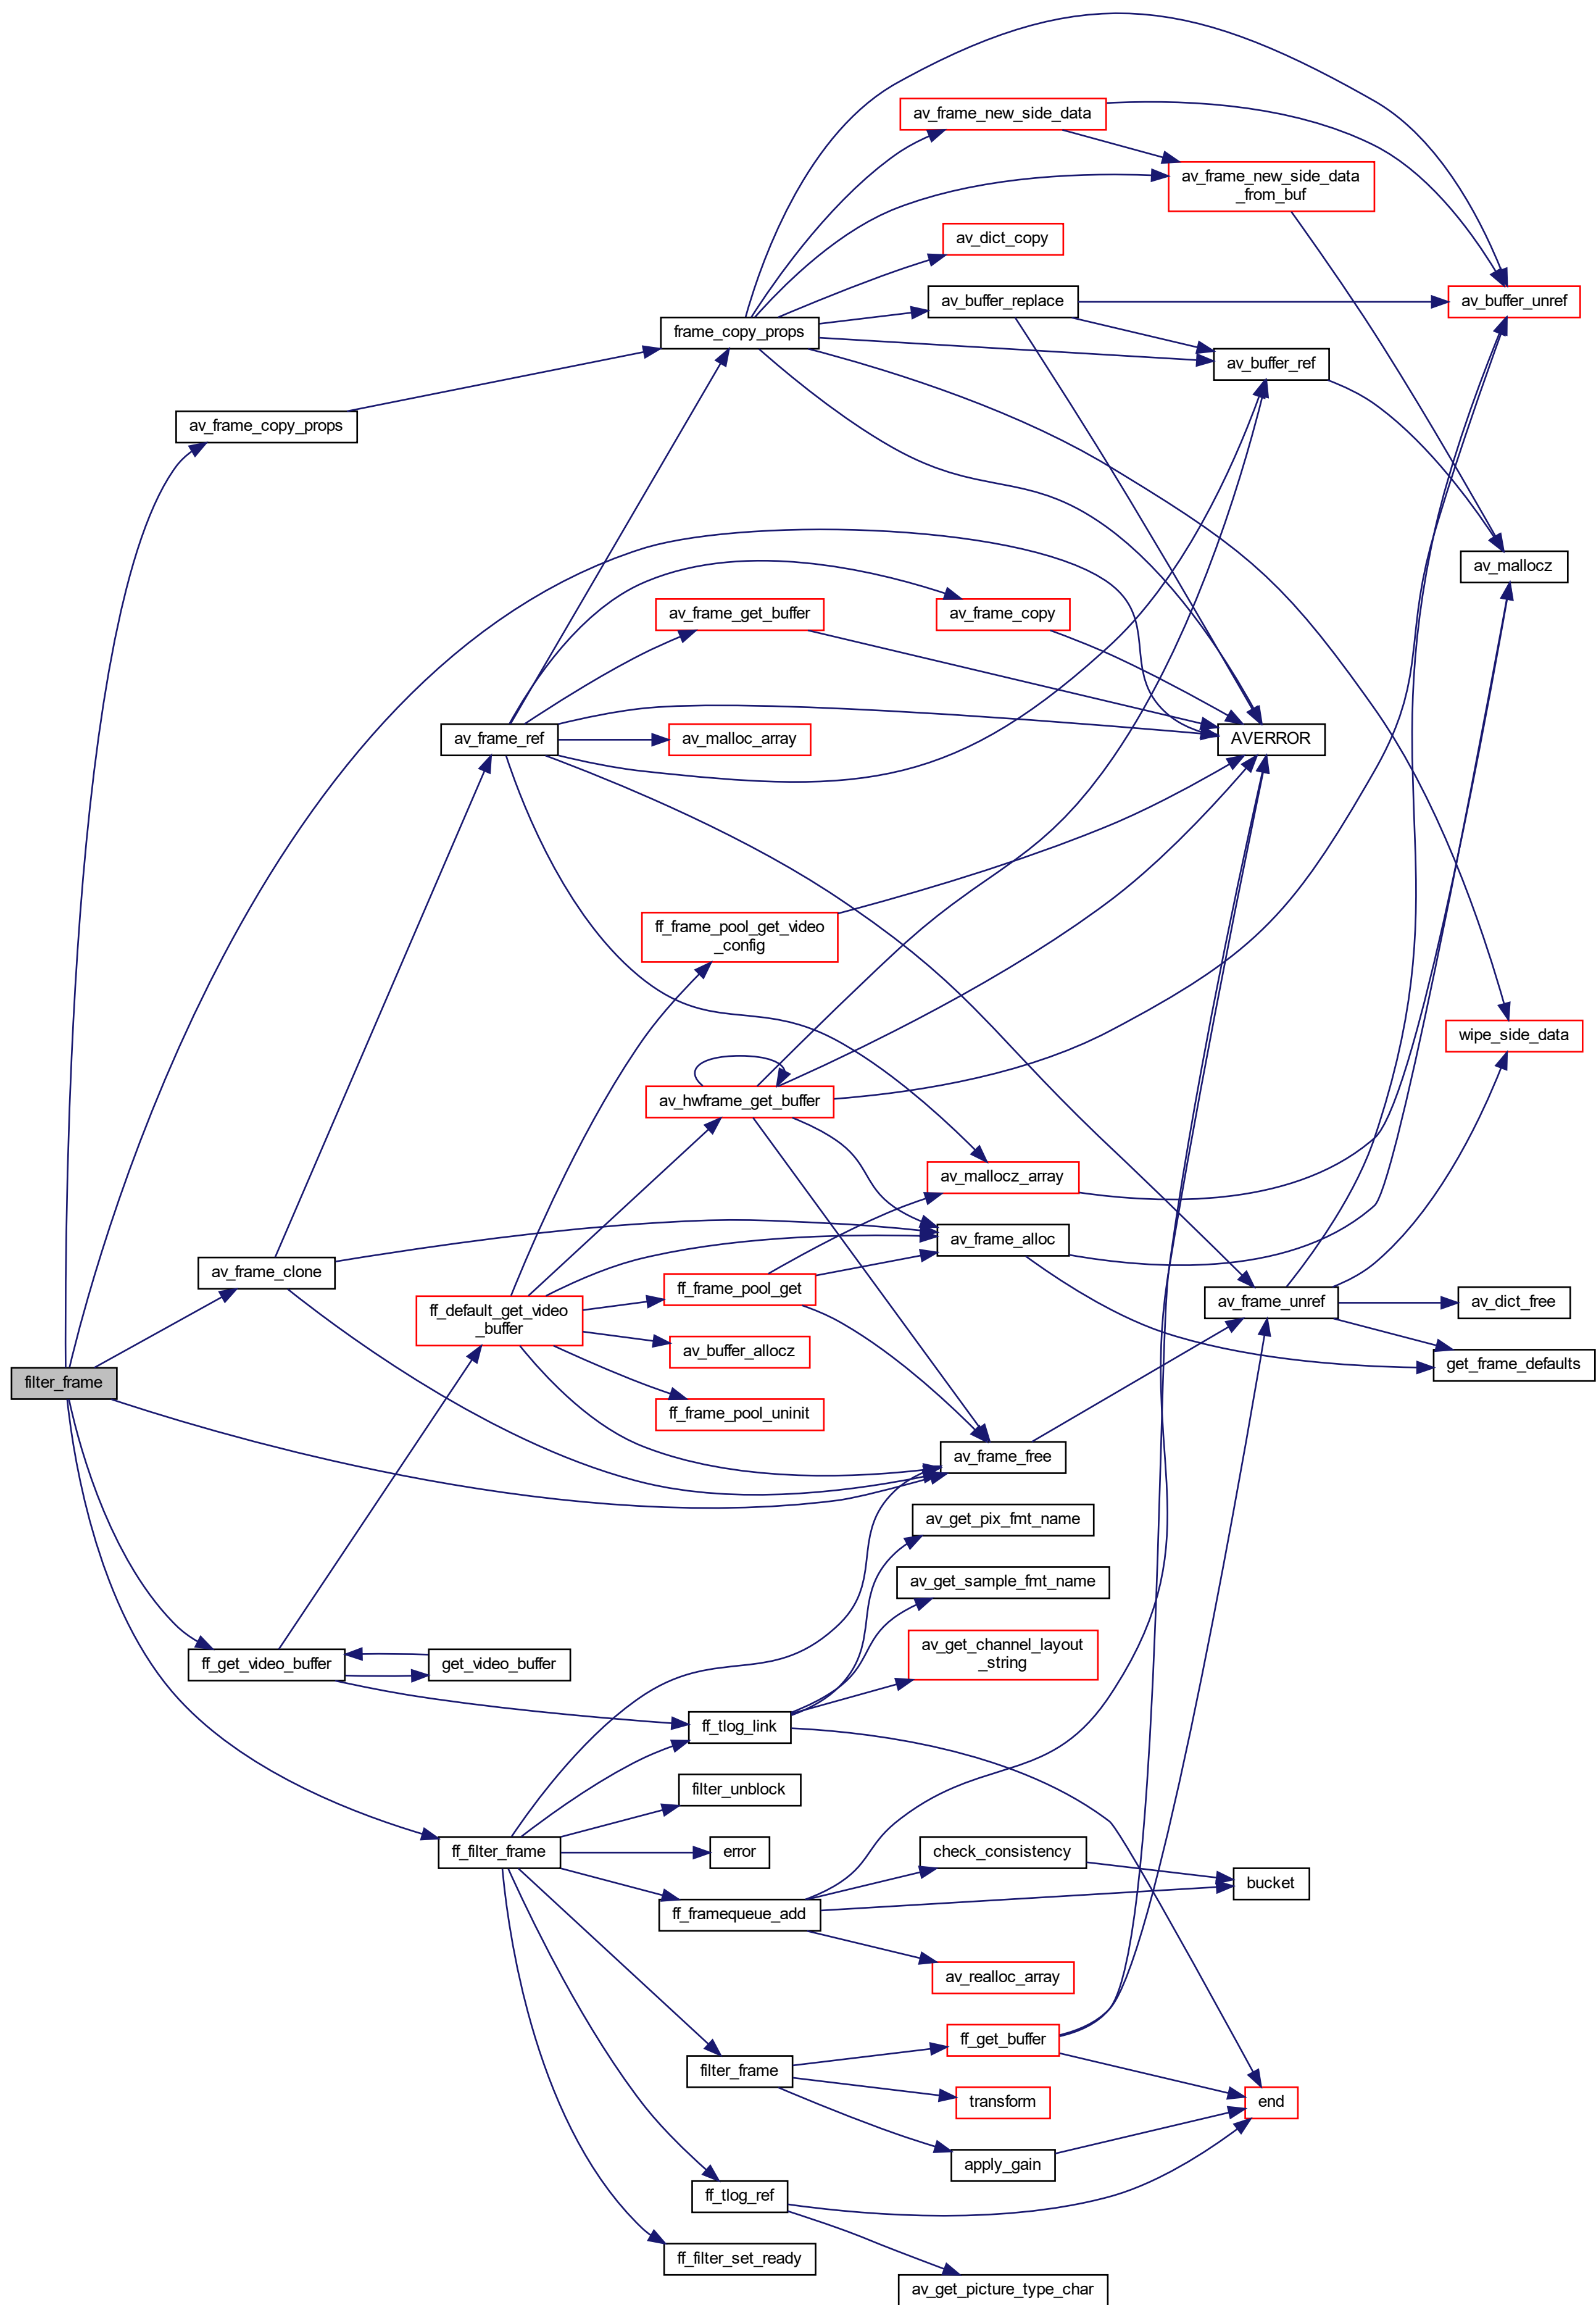 av_frame_new_side_data
av_frame_new_side_data
_from_buf
av_dict_copy
av_buffer_replace
av_buffer_unref
frame_copy_props
av_buffer_ref
av_frame_copy_props
av_mallocz
av_frame_get_buffer
av_frame_copy
av_frame_ref
av_malloc_array
AVERROR
ff_frame_pool_get_video
_config
wipe_side_data
av_hwframe_get_buffer
av_mallocz_array
av_frame_alloc
av_frame_clone
ff_frame_pool_get
ff_default_get_video
_buffer
av_frame_unref
av_dict_free
av_buffer_allocz
get_frame_defaults
filter_frame
ff_frame_pool_uninit
av_frame_free
av_get_pix_fmt_name
av_get_sample_fmt_name
av_get_channel_layout
_string
ff_get_video_buffer
get_video_buffer
ff_tlog_link
filter_unblock
ff_filter_frame
error
check_consistency
bucket
ff_framequeue_add
av_realloc_array
ff_get_buffer
filter_frame
transform
end
apply_gain
ff_tlog_ref
ff_filter_set_ready
av_get_picture_type_char